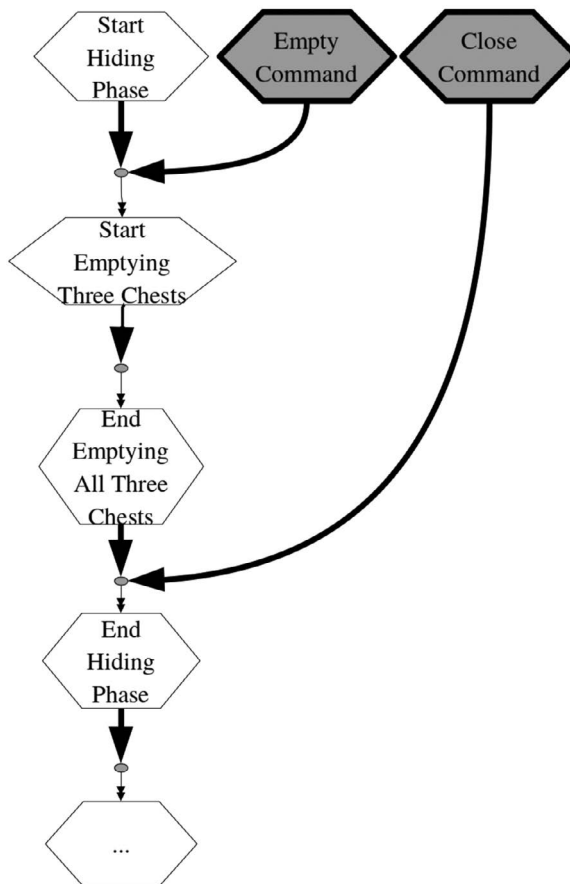 Start
Hiding
Phase
Empty
Command
Close
Command
Start
Emptying
Three Chests
End
Emptying
All Three
Chests
End
Hiding
Phase
...